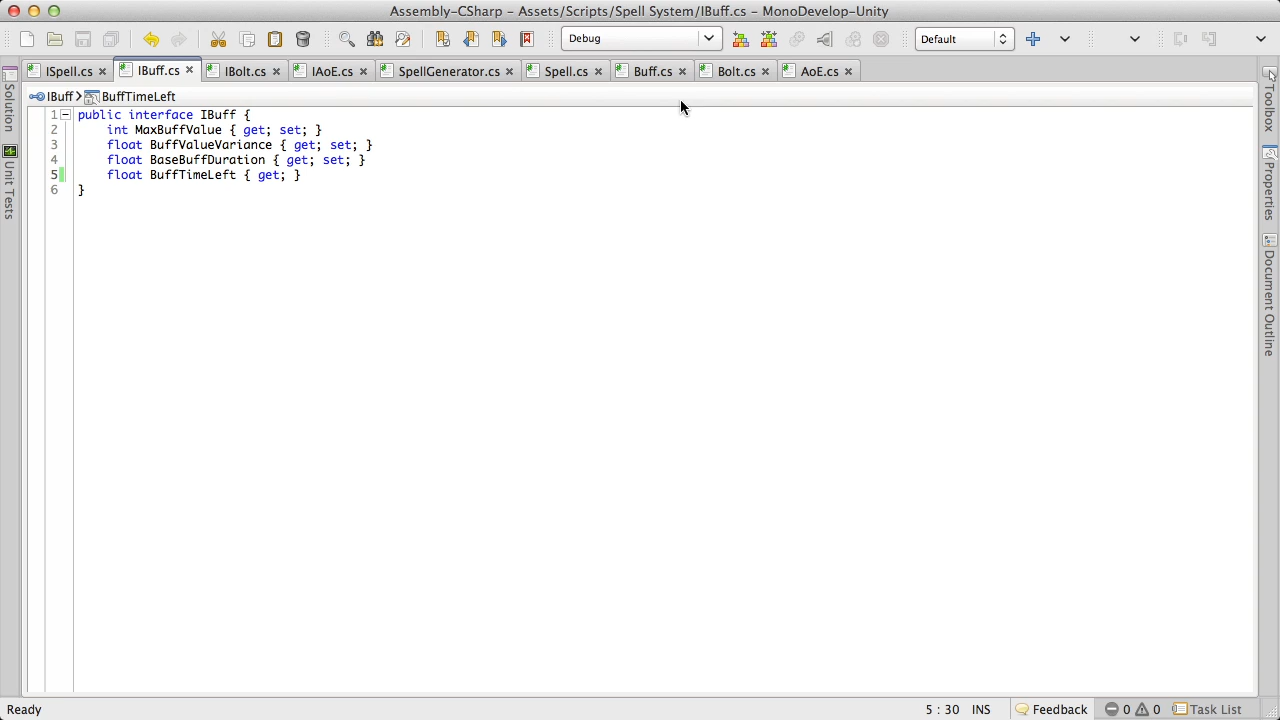 Assembly-CSharp – Assets/Scripts/Spell System/IBuff.cs – MonoDevelop-Unity
Debug
Default
ISpell.cs
IBuff.cs
IBolt.cs
IAoE.cs
SpellGenerator.cs
Spell.cs
Buff.cs
Bolt.cs
AoE.cs
IBuff
BuffTimeLeft
Solution
Unit Tests
1 public interface IBuff {
2 int MaxBuffValue { get; set; }
3 float BuffValueVariance { get; set; }
4 float BaseBuffDuration { get; set; }
5 float BuffTimeLeft { get; }
6 }
Toolbox
Properties
Document Outline
Ready
5 : 30
INS
Feedback
0
0
Task List